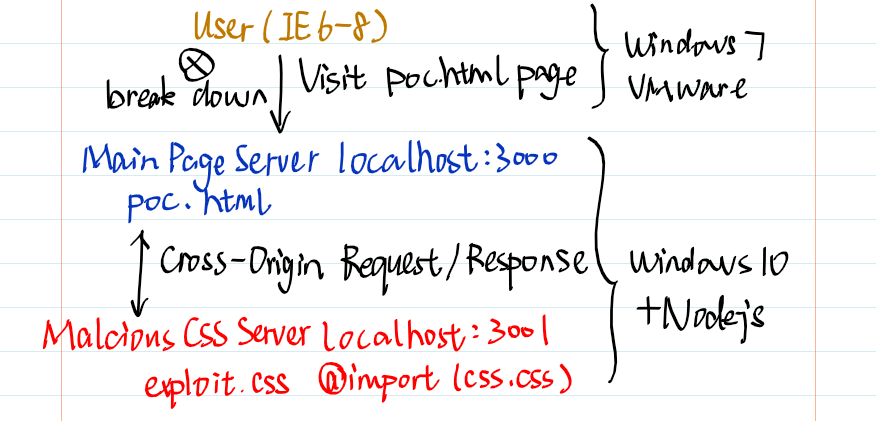 User (IE 6-8)
break down
Visit poc.html page
Windows 7
VMware
Main Page Server localhost:3000
poc.html
Cross-Origin Request/Response
Windows 10
+Nodejs
Malcious CSS Server localhost:3001
exploit.css @import (css.css)